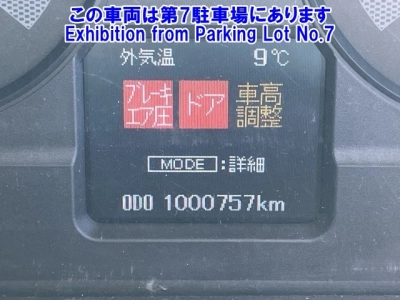 この車両は第7駐車場にあります
Exhibition from Parking Lot No.7
外気温 9℃
ブレーキ ドア 車高
エア圧 調整
MODE :詳細
ODO 1000757km